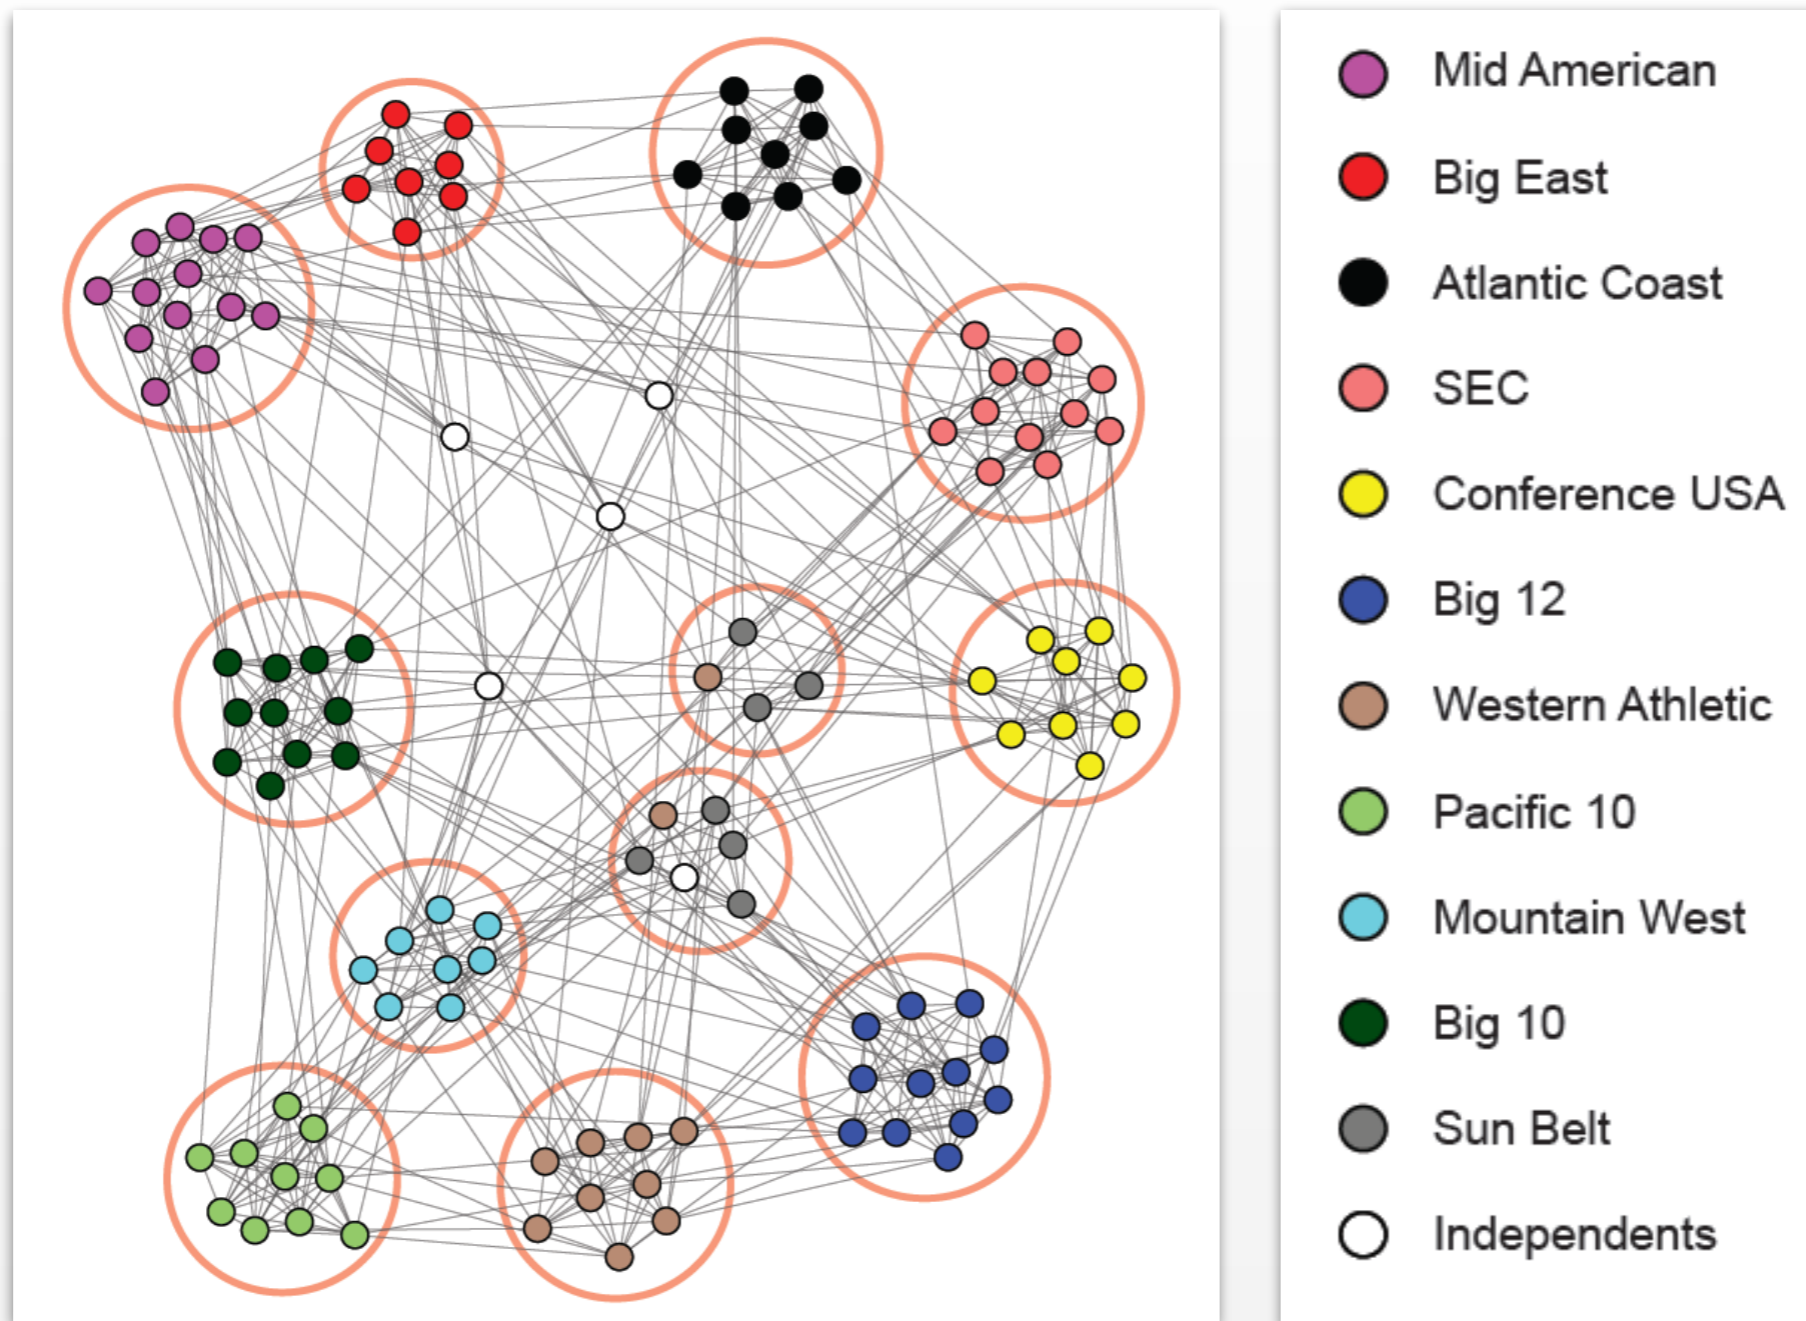 Mid American
Big East
Atlantic Coast
SEC
Conference USA
Big 12
Western Athletic
Pacific 10
Mountain West
Big 10
Sun Belt
Independents